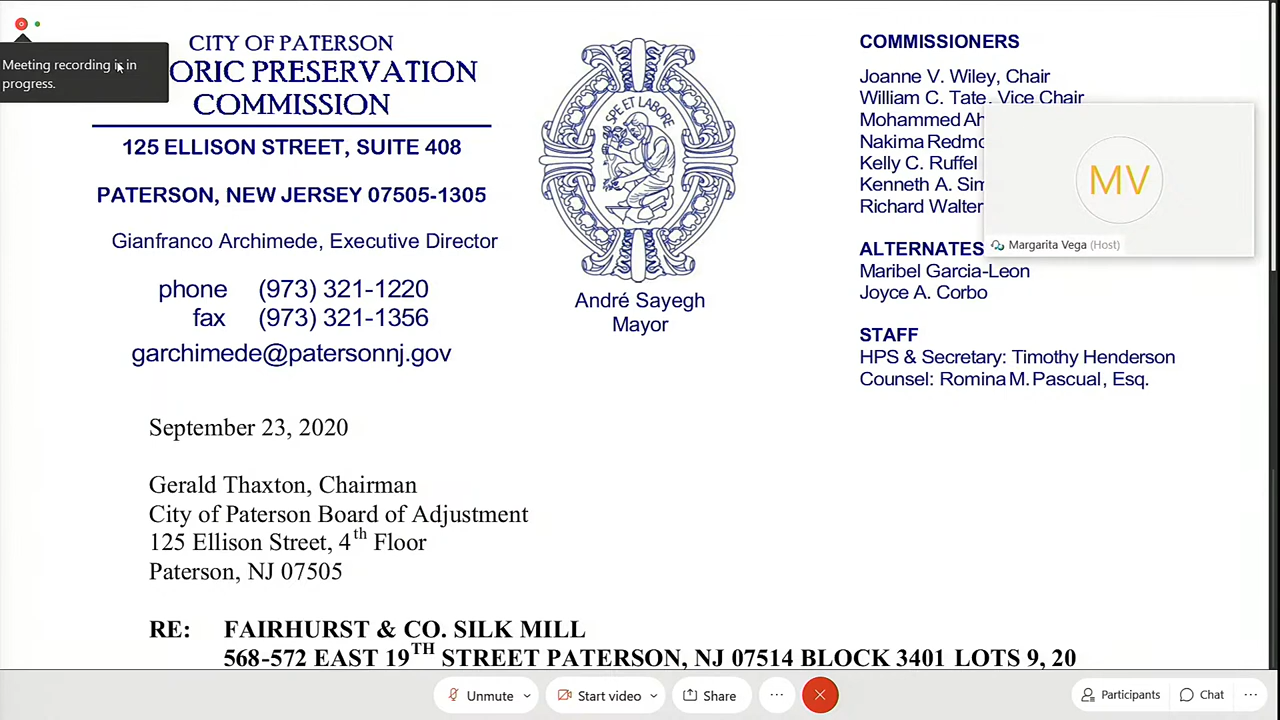 Meeting recording is in
progress.
CITY OF PATERSON
ORIC PRESERVATION
COMMISSION
125 ELLISON STREET, SUITE 408
PATERSON, NEW JERSEY 07505-1305
Gianfranco Archimede, Executive Director
phone (973) 321-1220
fax (973) 321-1356
garchimede@patersonnj.gov
SPE ET LABORE
André Sayegh
Mayor
COMMISSIONERS
Joanne V. Wiley, Chair
William C. Tate, Vice Chair
Mohammed Ah
Nakima Redmo
Kelly C. Ruffel
Kenneth A. Sim
Richard Walter
MV
Margarita Vega (Host)
ALTERNATES
Maribel Garcia-Leon
Joyce A. Corbo
STAFF
HPS & Secretary: Timothy Henderson
Counsel: Romina M. Pascual, Esq.
September 23, 2020
Gerald Thaxton, Chairman
City of Paterson Board of Adjustment
125 Ellison Street, 4th Floor
Paterson, NJ 07505
RE: FAIRHURST & CO. SILK MILL
568-572 EAST 19TH STREET PATERSON, NJ 07514 BLOCK 3401 LOTS 9, 20
Unmute
Start video
Share
Participants
Chat